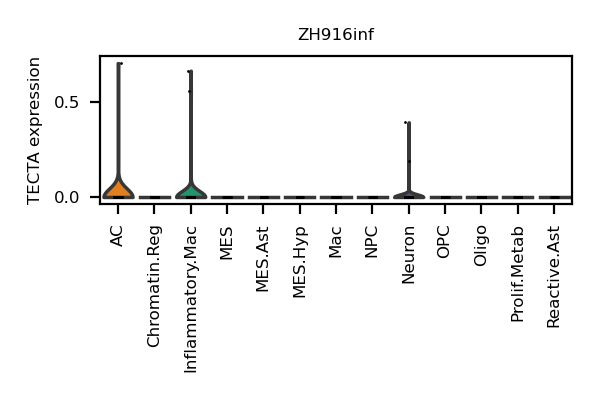 ZH916inf
TECTA expression
0.5
0.0
AC
Chromatin.Reg
Inflammatory.Mac
MES
MES.Ast
MES.Hyp
Mac
NPC
Neuron
OPC
Oligo
Prolif.Metab
Reactive.Ast